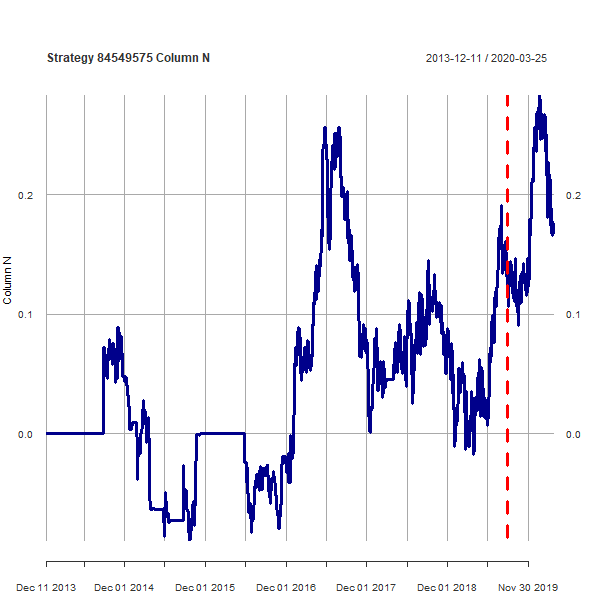 Strategy 84549575 Column N
2013-12-11 / 2020-03-25
0.2
0.2
0.1
0.1
0.0
0.0
Column N
Dec 11 2013
Dec 01 2014
Dec 01 2015
Dec 01 2016
Dec 01 2017
Dec 01 2018
Nov 30 2019